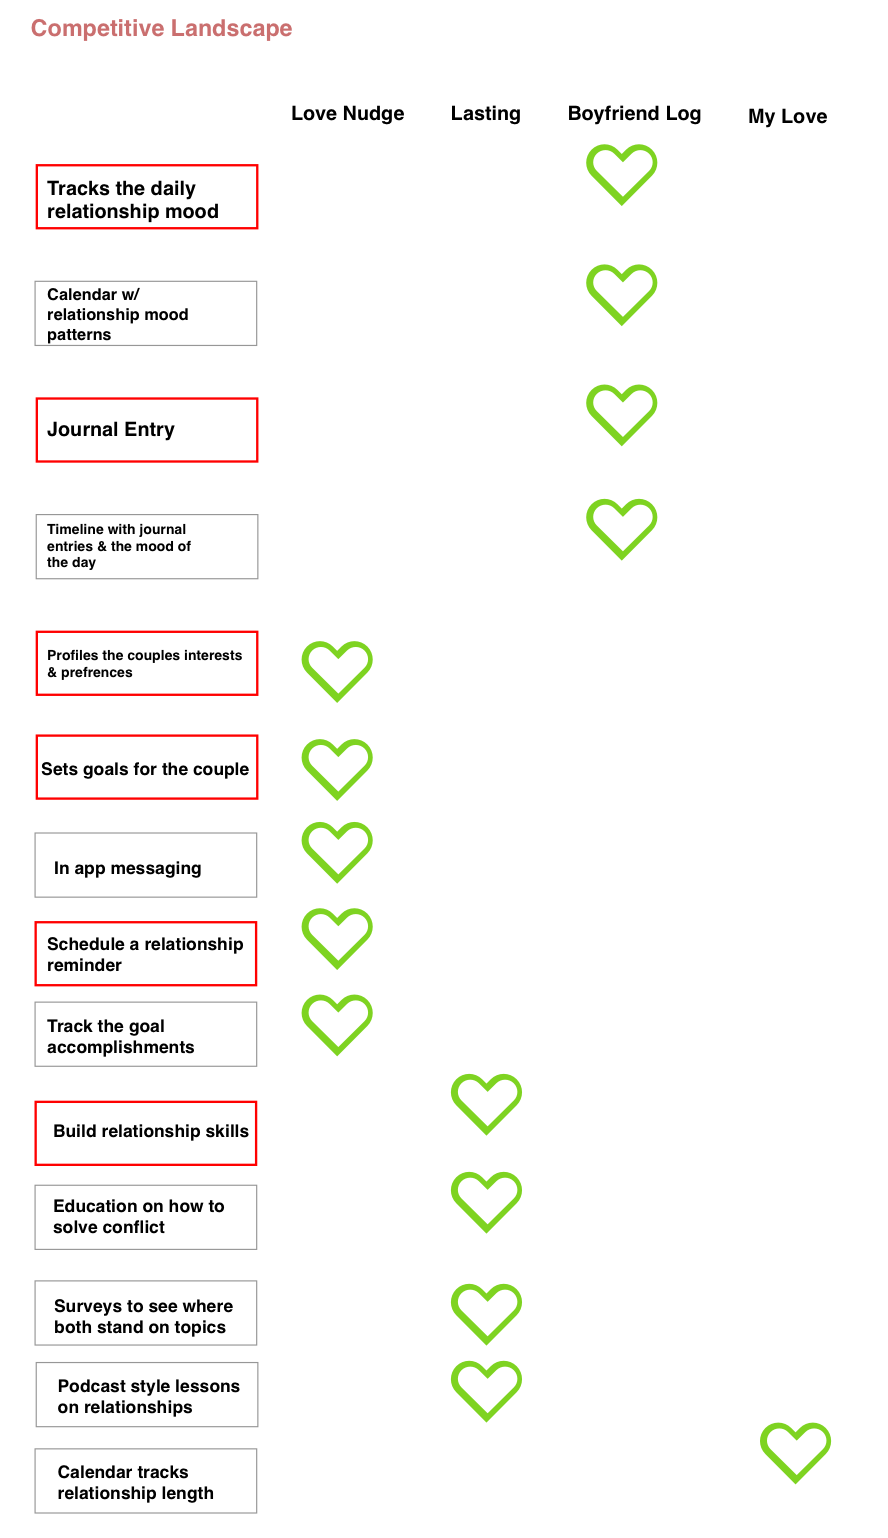 Competitive Landscape
Love Nudge
Lasting
Boyfriend Log
My Love
Tracks the daily
relationship mood
Calendar w/
relationship mood
patterns
Journal Entry
Timeline with journal
entries & the mood of
the day
Profiles the couples interests
& prefrences
Sets goals for the couple
In app messaging
Schedule a relationship
reminder
Track the goal
accomplishments
Build relationship skills
Education on how to
solve conflict
Surveys to see where
both stand on topics
Podcast style lessons
on relationships
Calendar tracks
relationship length